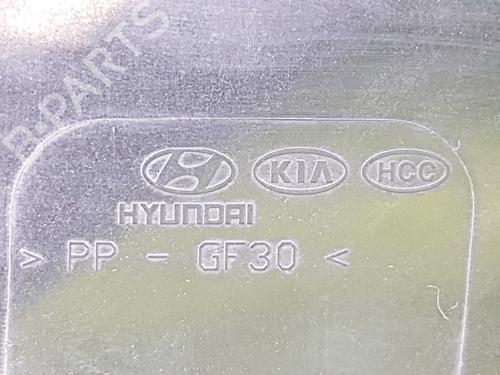 B-PARTS
KIA HCC
HYUNDAI
> PP - GF30 <